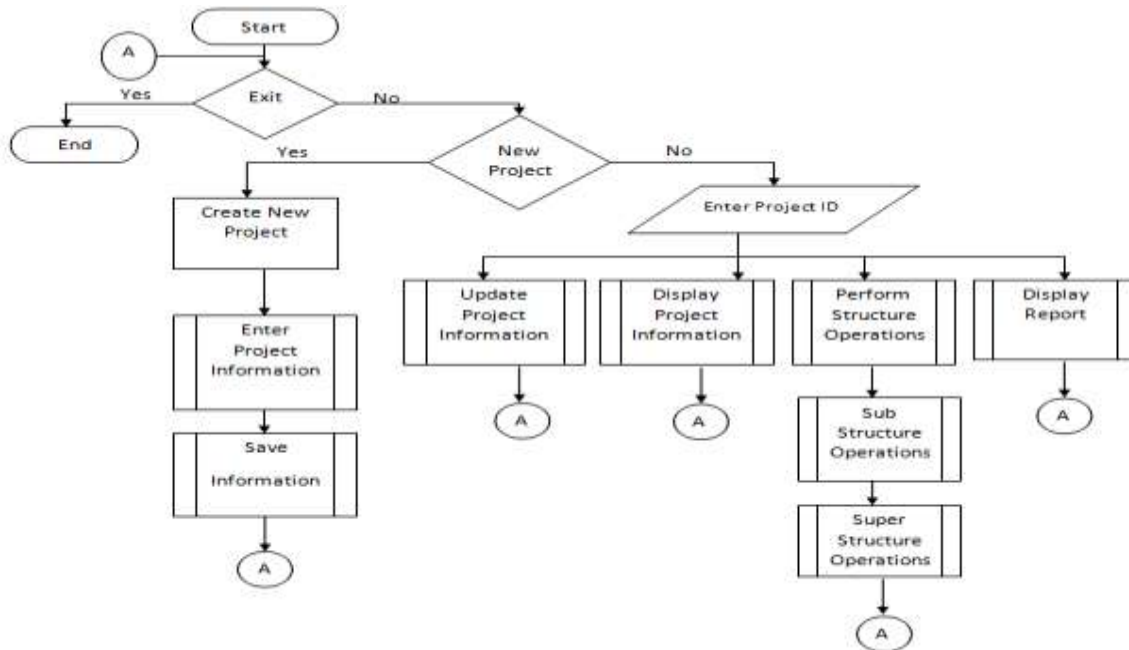 Start
A
Exit
Yes
No
End
New
Project
Yes
No
Create New
Project
Enter Project ID
Enter
Project
Information
Save
Information
A
Update
Project
Information
A
Display
Project
Information
A
Perform
Structure
Operations
Sub
Structure
Operations
Super
Structure
Operations
A
Display
Report
A